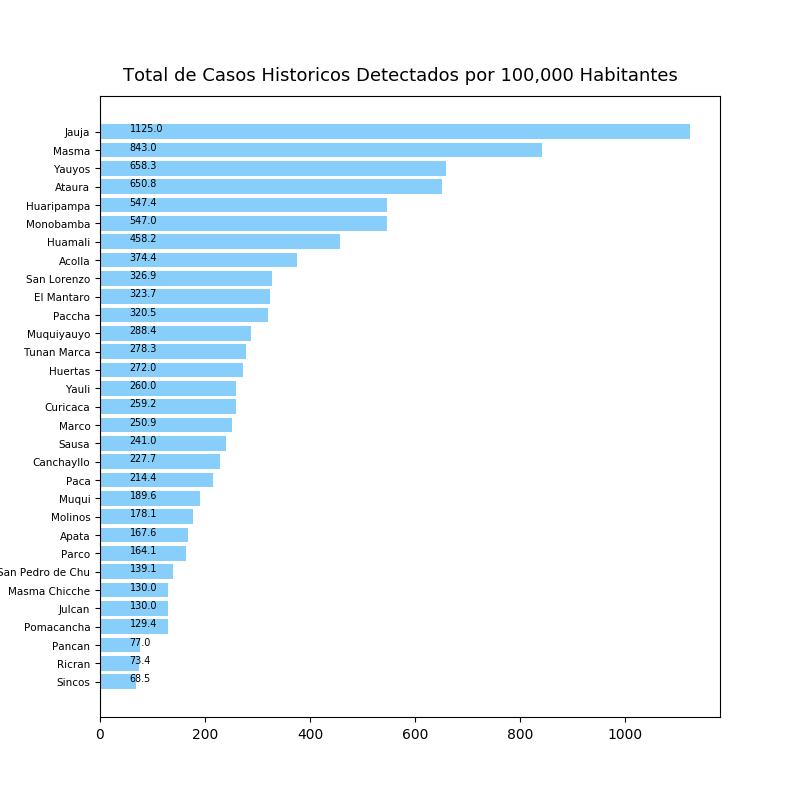 Total de Casos Historicos Detectados por 100,000 Habitantes
Jauja 1125.0
Masma 843.0
Yauyos 658.3
Ataura 650.8
Huaripampa 547.4
Monobamba 547.0
Huamali 458.2
Acolla 374.4
San Lorenzo 326.9
El Mantaro 323.7
Paccha 320.5
Muquiyauyo 288.4
Tunan Marca 278.3
Huertas 272.0
Yauli 260.0
Curicaca 259.2
Marco 250.9
Sausa 241.0
Canchayllo 227.7
Paca 214.4
Muqui 189.6
Molinos 178.1
Apata 167.6
Parco 164.1
San Pedro de Chu 139.1
Masma Chicche 130.0
Julcan 130.0
Pomacancha 129.4
Pancan 77.0
Ricran 73.4
Sincos 68.5
0 200 400 600 800 1000